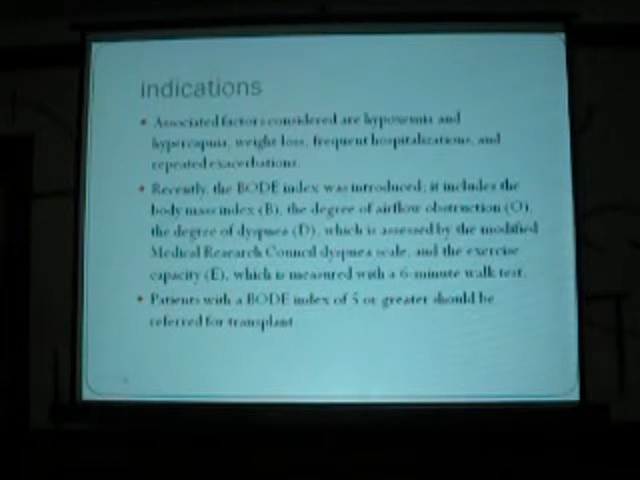 indications
Associated factors considered are hypoxemia and
hypercapnia, weight loss, frequent hospitalizations, and
repeated exacerbations.
Recently, the BODE index was introduced; it includes the
body mass index (B), the degree of airflow obstruction (O),
the degree of dyspnea (D), which is assessed by the modified
Medical Research Council dyspnea scale, and the exercise
capacity (E), which is measured with a 6-minute walk test.
Patients with a BODE index of 5 or greater should be
referred for transplant